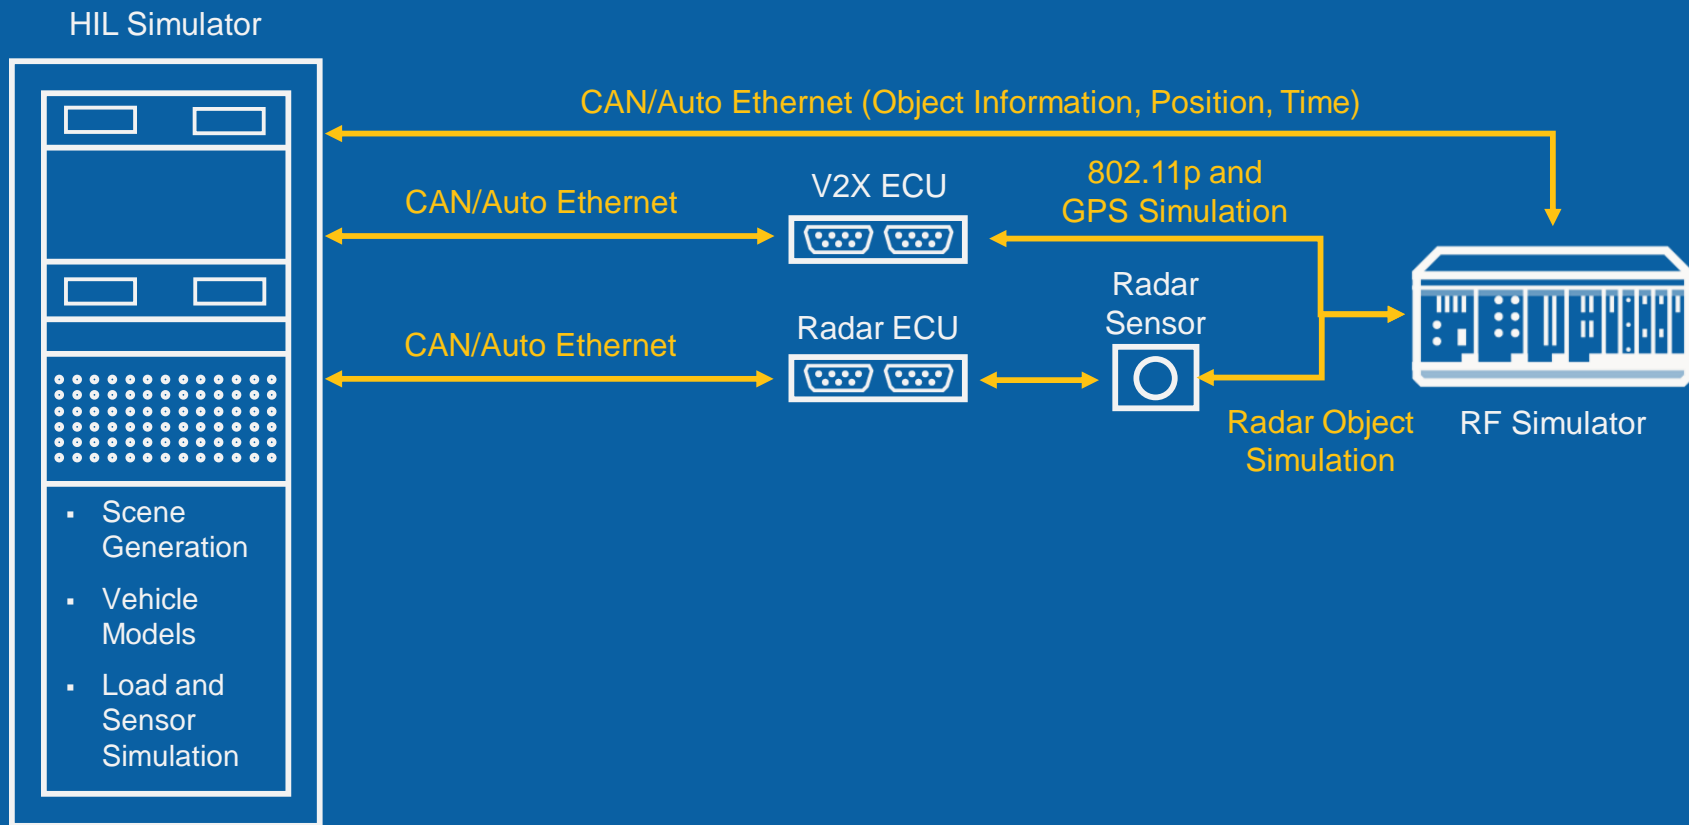 HIL Simulator
CAN/Auto Ethernet (Object Information, Position, Time)
CAN/Auto Ethernet
V2X ECU
802.11p and
GPS Simulation
Radar
Sensor
Radar ECU
CAN/Auto Ethernet
Radar Object
Simulation
RF Simulator
▪ Scene
Generation
▪ Vehicle
Models
▪ Load and
Sensor
Simulation